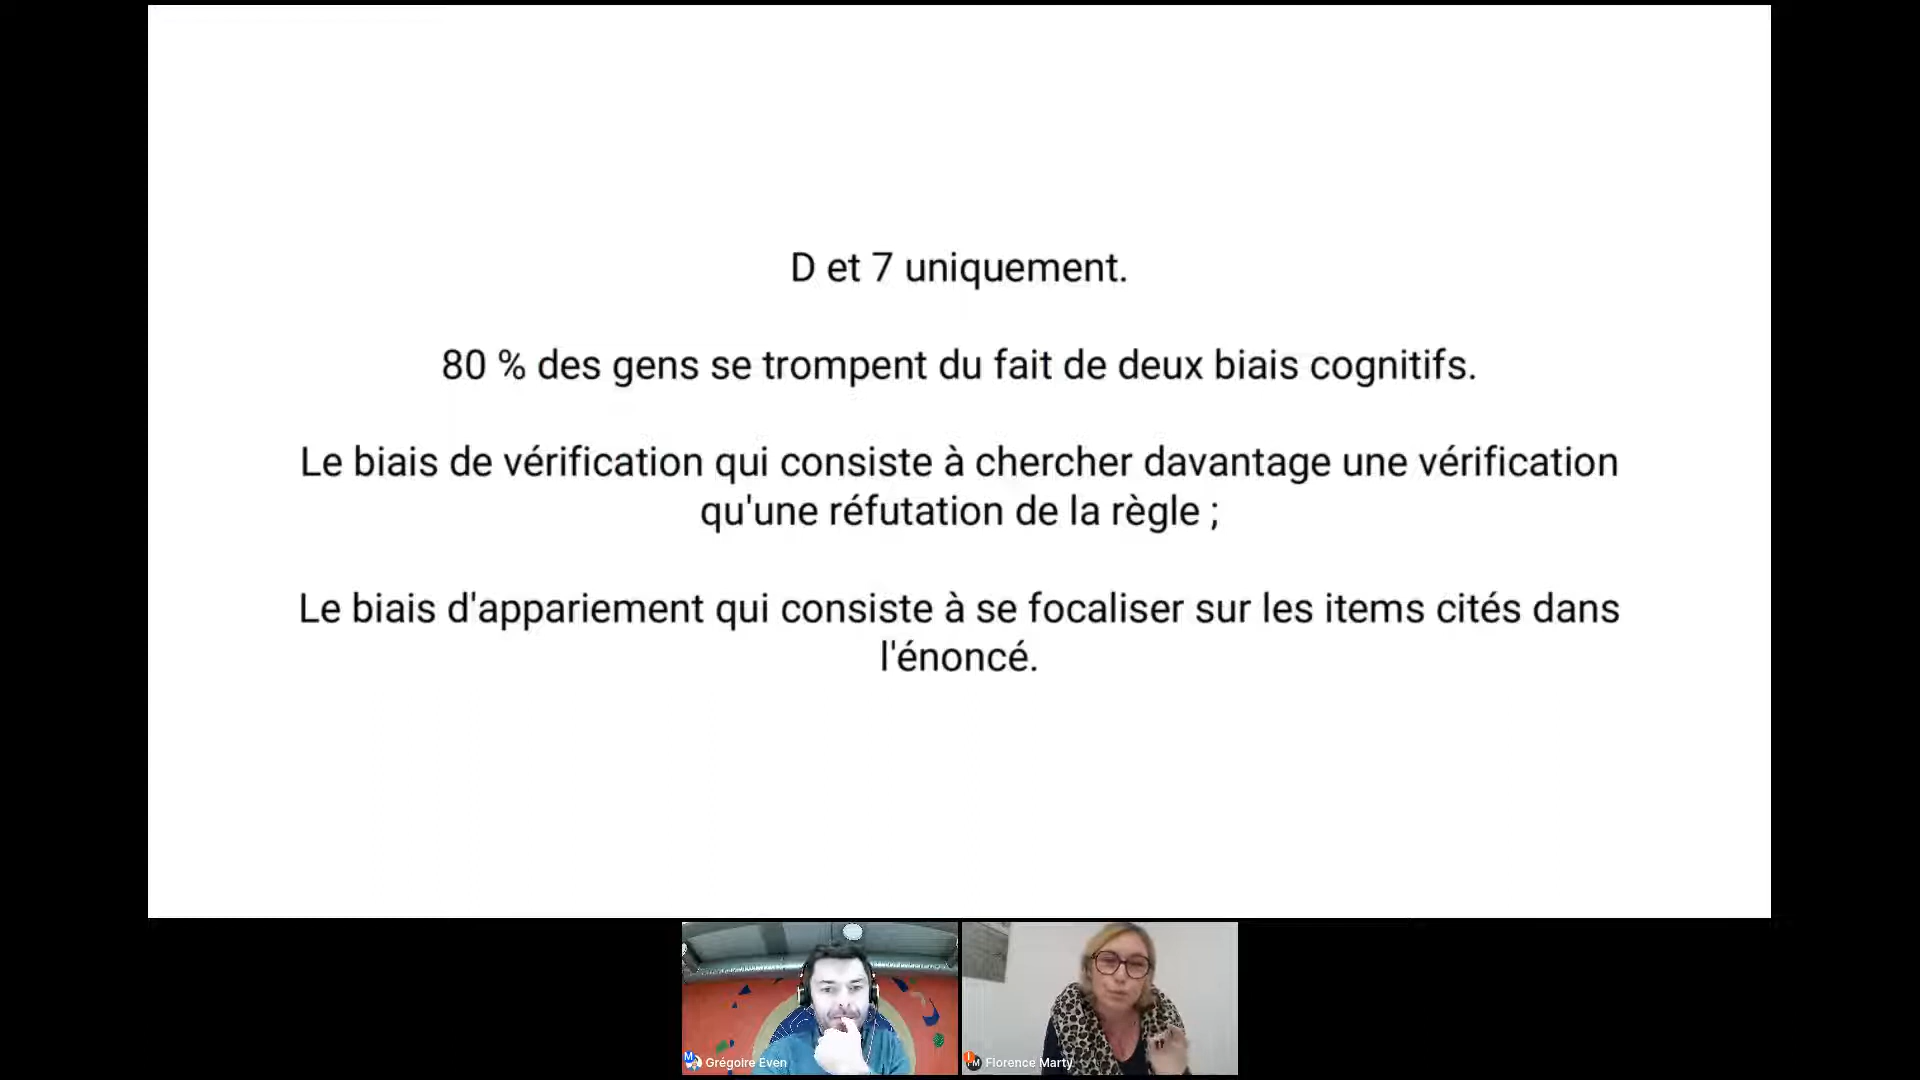 D et 7 uniquement.
80 % des gens se trompent du fait de deux biais cognitifs.
Le biais de vérification qui consiste à chercher davantage une vérification
qu'une réfutation de la règle ;
Le biais d'appariement qui consiste à se focaliser sur les items cités dans
l'énoncé.
Grégoire Even
Florence Marty